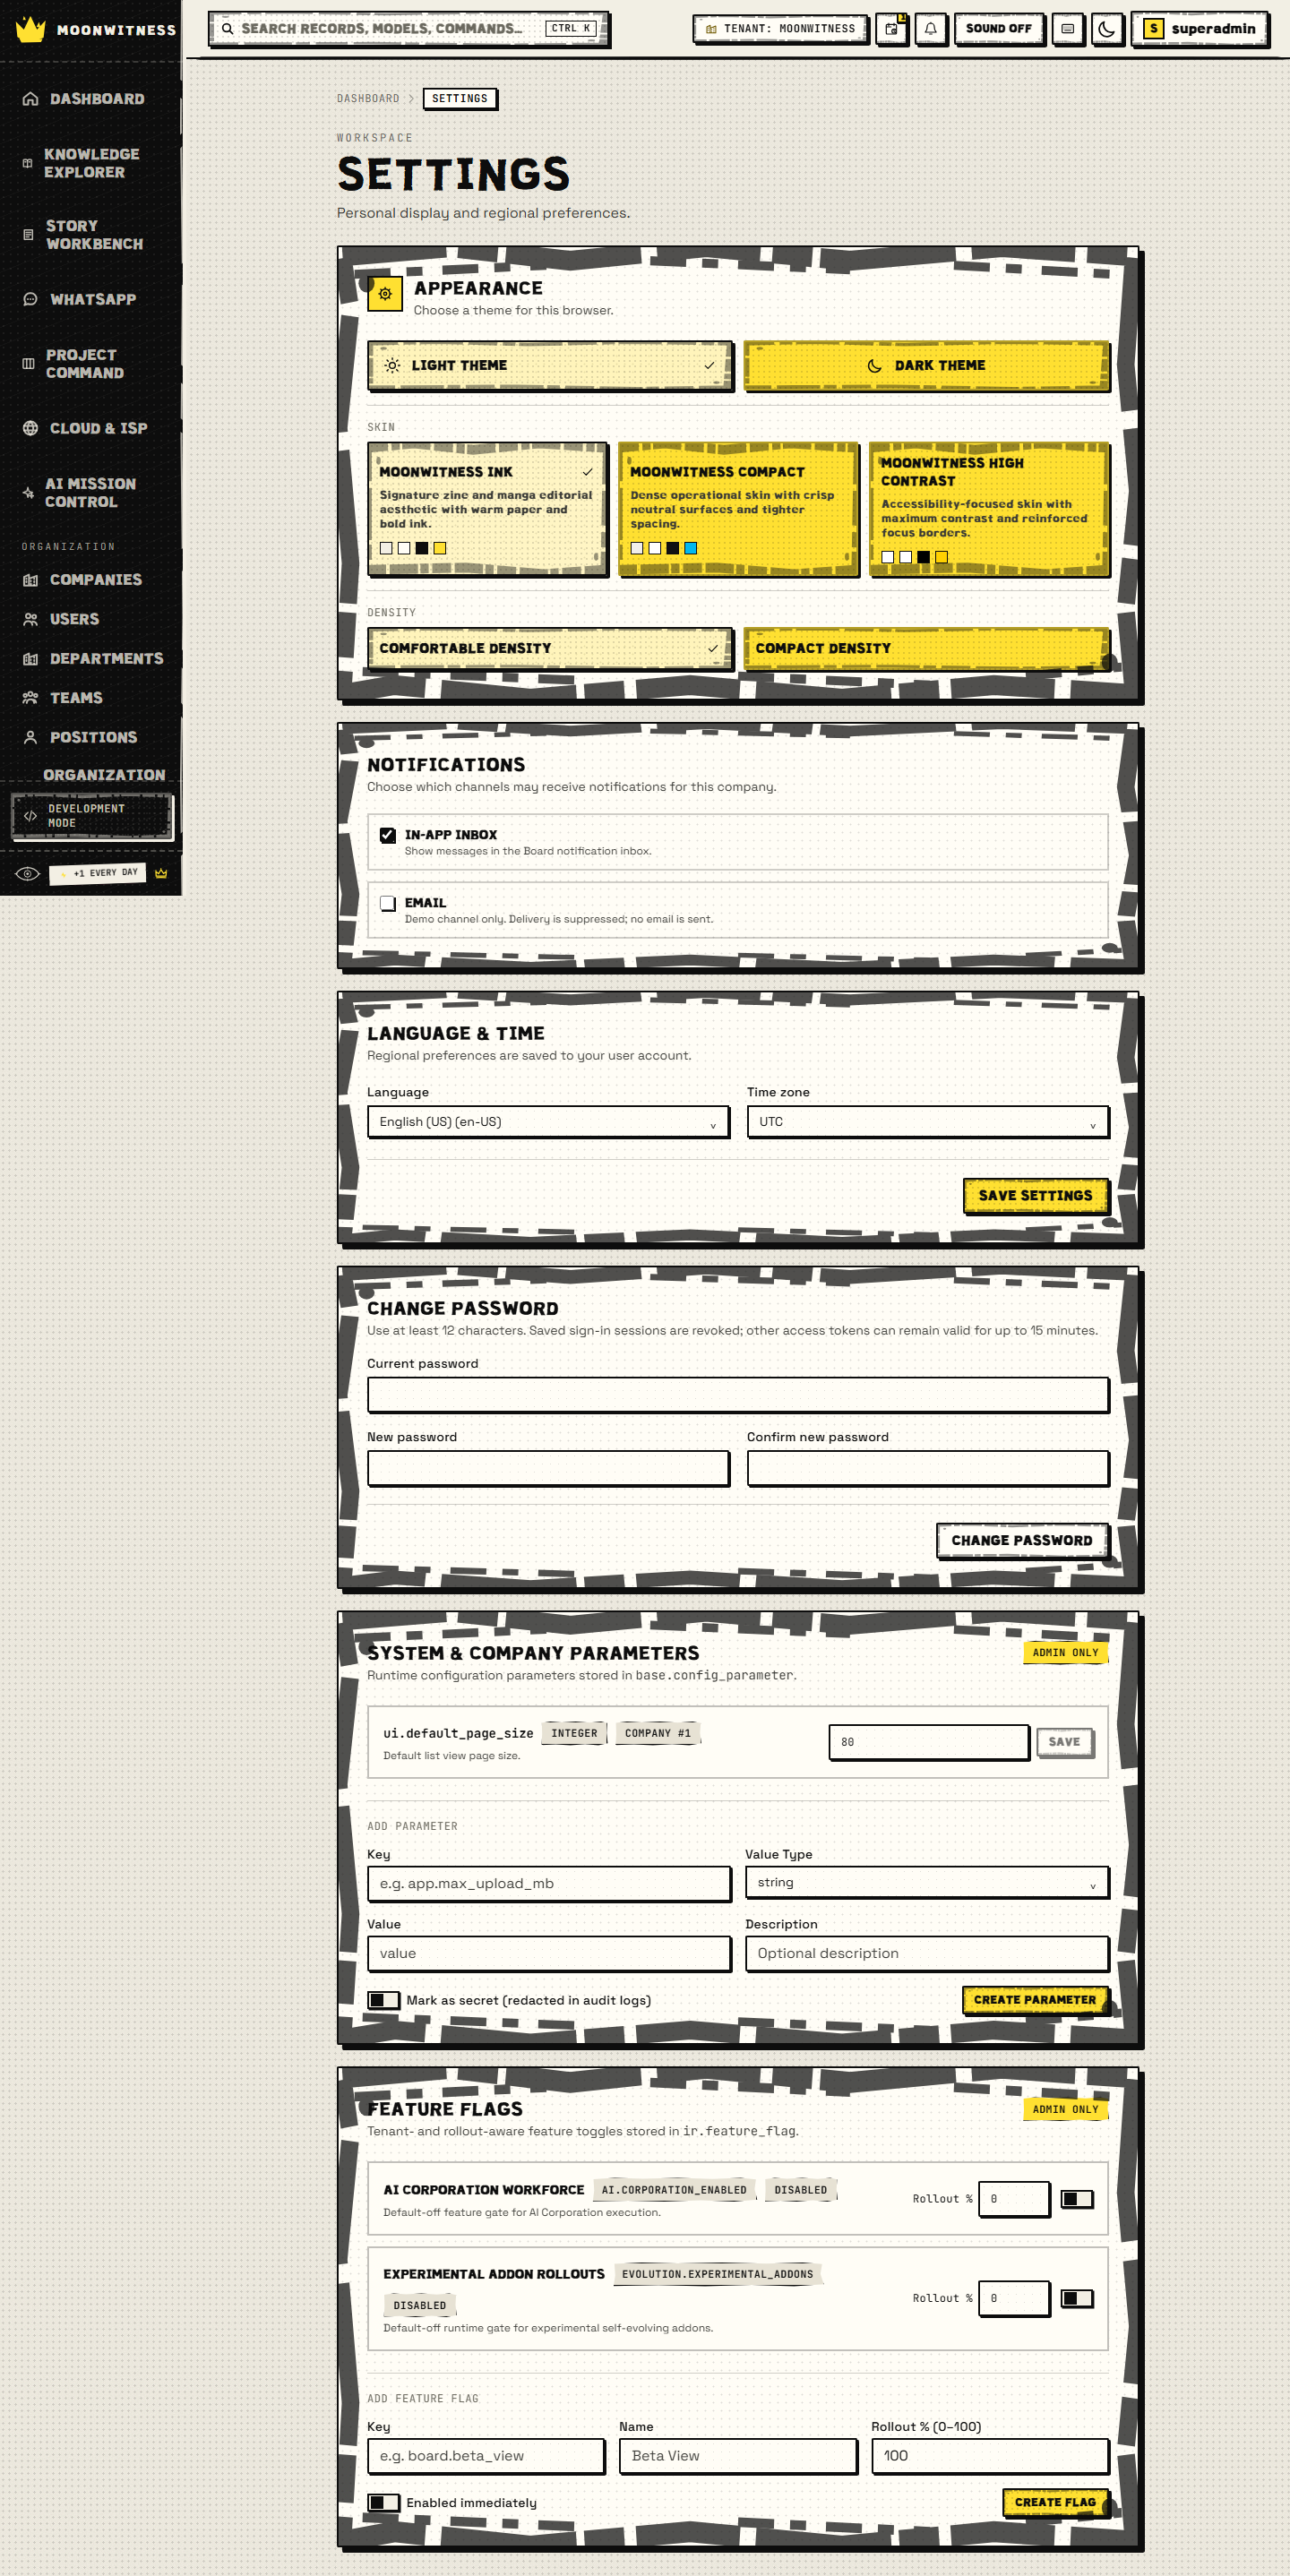 MOONWITNESS
DASHBOARD
KNOWLEDGE
EXPLORER
STORY
WORKBENCH
WHATSAPP
PROJECT
COMMAND
CLOUD & ISP
AI MISSION
CONTROL
ORGANIZATION
COMPANIES
USERS
DEPARTMENTS
TEAMS
POSITIONS
ORGANIZATION
DEVELOPMENT
MODE
+1 EVERY DAY
SEARCH RECORDS, MODELS, COMMANDS...
CTRL K
TENANT: MOONWITNESS
SOUND OFF
S superadmin
DASHBOARD > SETTINGS
WORKSPACE
SETTINGS
Personal display and regional preferences.
APPEARANCE
Choose a theme for this browser.
LIGHT THEME
DARK THEME
SKIN
MOONWITNESS INK
Signature zine and manga editorial
aesthetic with warm paper and
bold ink.
MOONWITNESS COMPACT
Dense operational skin with crisp
neutral surfaces and tighter
spacing.
MOONWITNESS HIGH
CONTRAST
Accessibility-focused skin with
maximum contrast and reinforced
focus borders.
DENSITY
COMFORTABLE DENSITY
COMPACT DENSITY
NOTIFICATIONS
Choose which channels may receive notifications for this company.
IN-APP INBOX
Show messages in the Board notification inbox.
EMAIL
Demo channel only. Delivery is suppressed; no email is sent.
LANGUAGE & TIME
Regional preferences are saved to your user account.
Language
English (US) (en-US)
Time zone
UTC
SAVE SETTINGS
CHANGE PASSWORD
Use at least 12 characters. Saved sign-in sessions are revoked; other access tokens can remain valid for up to 15 minutes.
Current password
New password
Confirm new password
CHANGE PASSWORD
SYSTEM & COMPANY PARAMETERS
ADMIN ONLY
Runtime configuration parameters stored in base.config_parameter.
ui.default_page_size INTEGER COMPANY #1
Default list view page size.
80
SAVE
ADD PARAMETER
Key
e.g. app.max_upload_mb
Value Type
string
Value
value
Description
Optional description
Mark as secret (redacted in audit logs)
CREATE PARAMETER
FEATURE FLAGS
ADMIN ONLY
Tenant- and rollout-aware feature toggles stored in ir.feature_flag.
AI CORPORATION WORKFORCE AI.CORPORATION_ENABLED DISABLED
Default-off feature gate for AI Corporation execution.
Rollout % 0
EXPERIMENTAL ADDON ROLLOUTS EVOLUTION.EXPERIMENTAL_ADDONS
DISABLED
Default-off runtime gate for experimental self-evolving addons.
Rollout % 0
ADD FEATURE FLAG
Key
e.g. board.beta_view
Name
Beta View
Rollout % (0–100)
100
Enabled immediately
CREATE FLAG